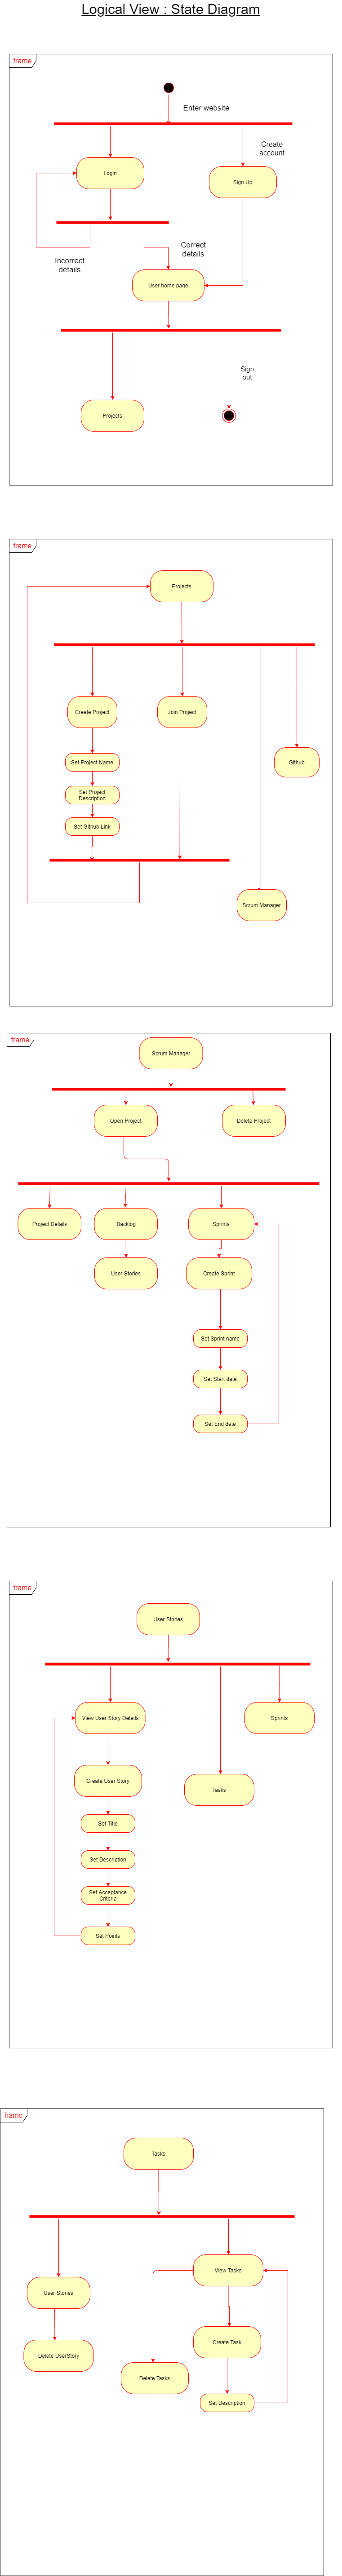 Logical View : State Diagram
frame
Enter website
Create
account
Login
Sign Up
Correct
details
Incorrect
details
User home page
Sign
out
Projects
frame
Projects
Create Project
Join Project
Set Project Name
Github
Set Project
Description
Set Github Link
Scrum Manager
frame
Scrum Manager
Open Project
Delete Project
Project Details
Backlog
Sprints
User Stories
Create Sprint
Set Sprint name
Set Start date
Set End date
frame
User Stories
View User Story Details
Sprints
Create User Story
Tasks
Set Title
Set Description
Set Acceptance
Criteria
Set Points
frame
Tasks
View Tasks
User Stories
Create Task
Delete UserStory
Delete Tasks
Set Description